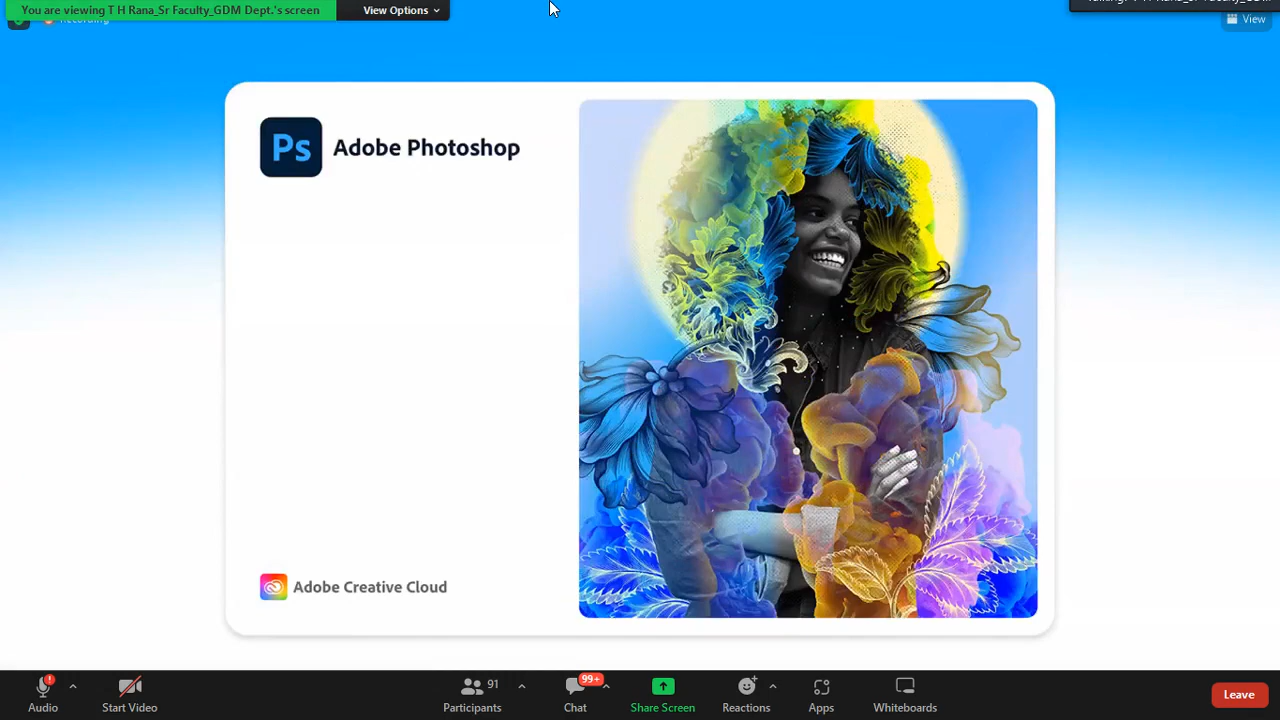 You are viewing T H Rana_Sr Faculty_GDM Dept.'s screen
View Options
Recording
View
Ps
Adobe Photoshop
Adobe Creative Cloud
Audio
Start Video
91
Participants
99+
Chat
Share Screen
Reactions
Apps
Whiteboards
Leave